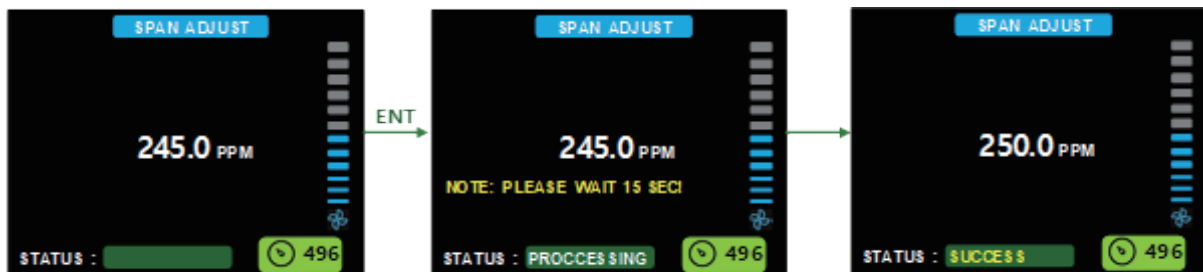 SPAN ADJUST
245.0 PPM
STATUS :
496
ENT
SPAN ADJUST
245.0 PPM
NOTE: PLEASE WAIT 15 SEC!
STATUS : PROCCESSING
496
SPAN ADJUST
250.0 PPM
STATUS : SUCCESS
496